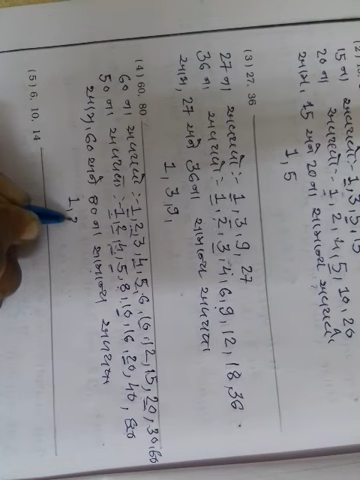 15 ના અવયવો:- 1, 3, 5, 15
20 ના અવયવો:- 1, 2, 4, 5, 10, 20
આમ, 15 અને 20 ના સામાન્ય અવયવો
1, 5
(3) 27, 36
27 ના અવયવો:- 1, 3, 9, 27
36 ના અવયવો:- 1, 2, 3, 4, 6, 9, 12, 18, 36.
આમ, 27 અને 36 ના સામાન્ય અવયવો
1, 3, 9,
(4) 60, 80
60 ના અવયવો:- 1, 2, 3, 4, 5, 6, 10, 12, 15, 20, 30, 60
અવયવો:- 1, 2, 4, 5, 8, 10, 16, 20, 40, 80
આમ, 60 અને 80 ના સામાન્ય અવયવ
1, 2
(5) 6, 10, 14